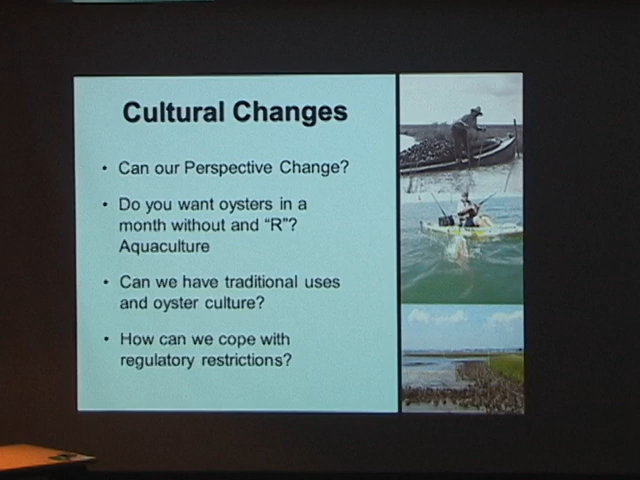 Cultural Changes
• Can our Perspective Change?
• Do you want oysters in a
month without and “R”?
Aquaculture
• Can we have traditional uses
and oyster culture?
• How can we cope with
regulatory restrictions?